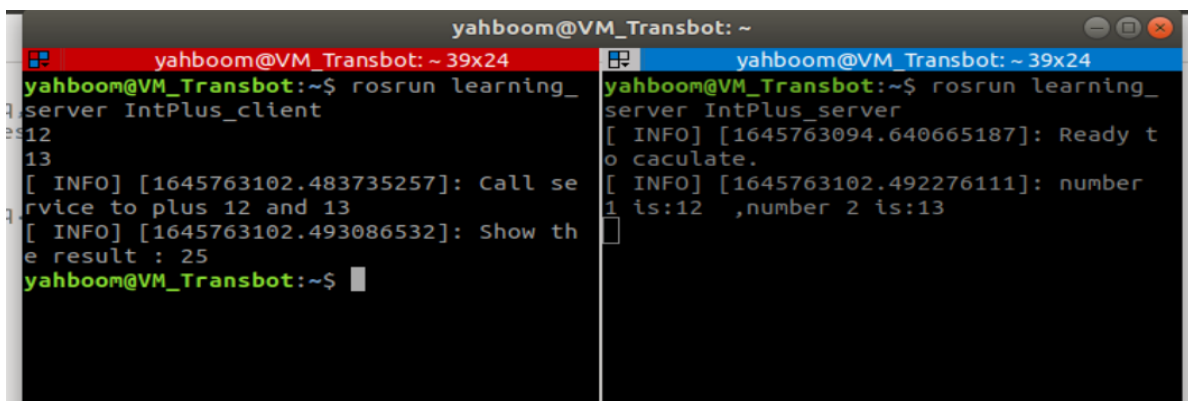 yahboom@VM_Transbot: ~
yahboom@VM_Transbot: ~ 39x24
yahboom@VM_Transbot:~$ rosrun learning_
server IntPlus_client
12
13
[ INFO] [1645763102.483735257]: Call se
rvice to plus 12 and 13
[ INFO] [1645763102.493086532]: Show th
e result : 25
yahboom@VM_Transbot:~$
yahboom@VM_Transbot: ~ 39x24
yahboom@VM_Transbot:~$ rosrun learning_
server IntPlus_server
[ INFO] [1645763094.640665187]: Ready t
o caculate.
[ INFO] [1645763102.492276111]: number
1 is:12  ,number 2 is:13